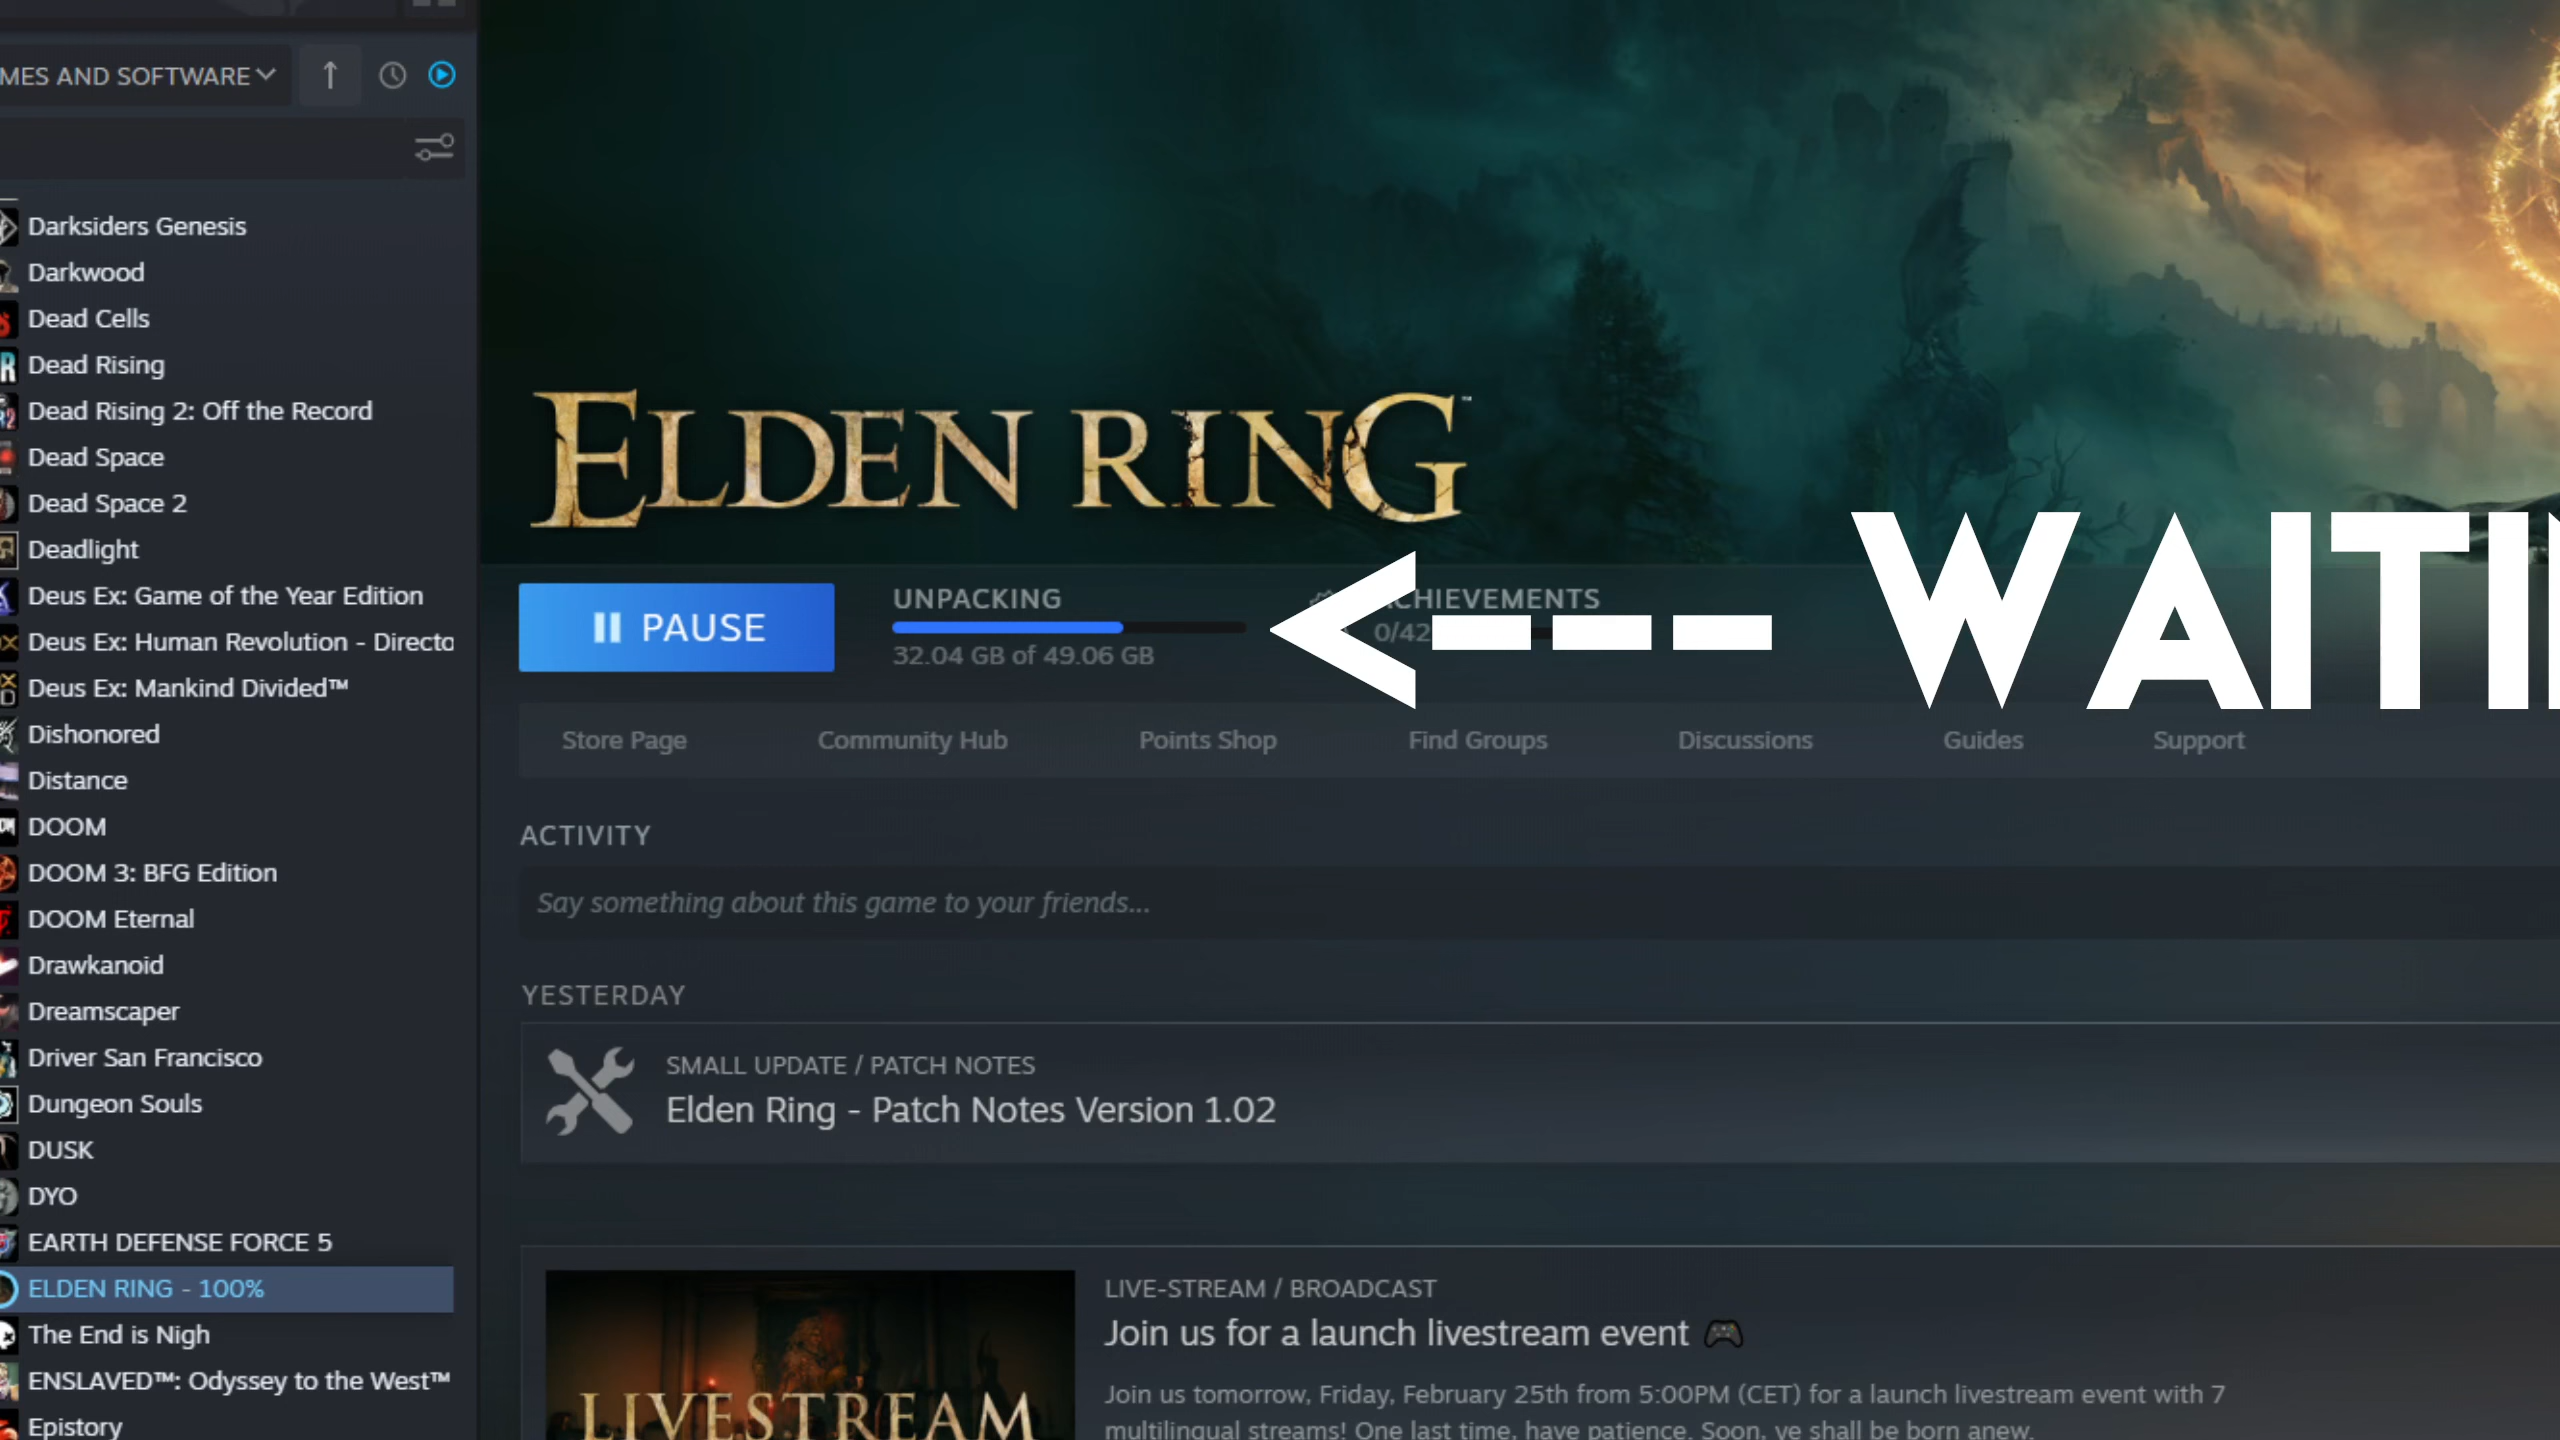 MES AND SOFTWARE
Darksiders Genesis
Darkwood
Dead Cells
Dead Rising
Dead Rising 2: Off the Record
Dead Space
Dead Space 2
Deadlight
Deus Ex: Game of the Year Edition
Deus Ex: Human Revolution - Directo
Deus Ex: Mankind Divided™
Dishonored
Distance
DOOM
DOOM 3: BFG Edition
DOOM Eternal
Drawkanoid
Dreamscaper
Driver San Francisco
Dungeon Souls
DUSK
DYO
EARTH DEFENSE FORCE 5
ELDEN RING - 100%
The End is Nigh
ENSLAVED™: Odyssey to the West™
Epistory
ELDEN RING™
<--- WAITIN
PAUSE
UNPACKING
32.04 GB of 49.06 GB
CHIEVEMENTS
0/42
Store Page
Community Hub
Points Shop
Find Groups
Discussions
Guides
Support
ACTIVITY
Say something about this game to your friends...
YESTERDAY
SMALL UPDATE / PATCH NOTES
Elden Ring - Patch Notes Version 1.02
LIVESTREAM
LIVE-STREAM / BROADCAST
Join us for a launch livestream event 🎮
Join us tomorrow, Friday, February 25th from 5:00PM (CET) for a launch livestream event with 7
multilingual streams! One last time, have patience. Soon, ye shall be born anew.